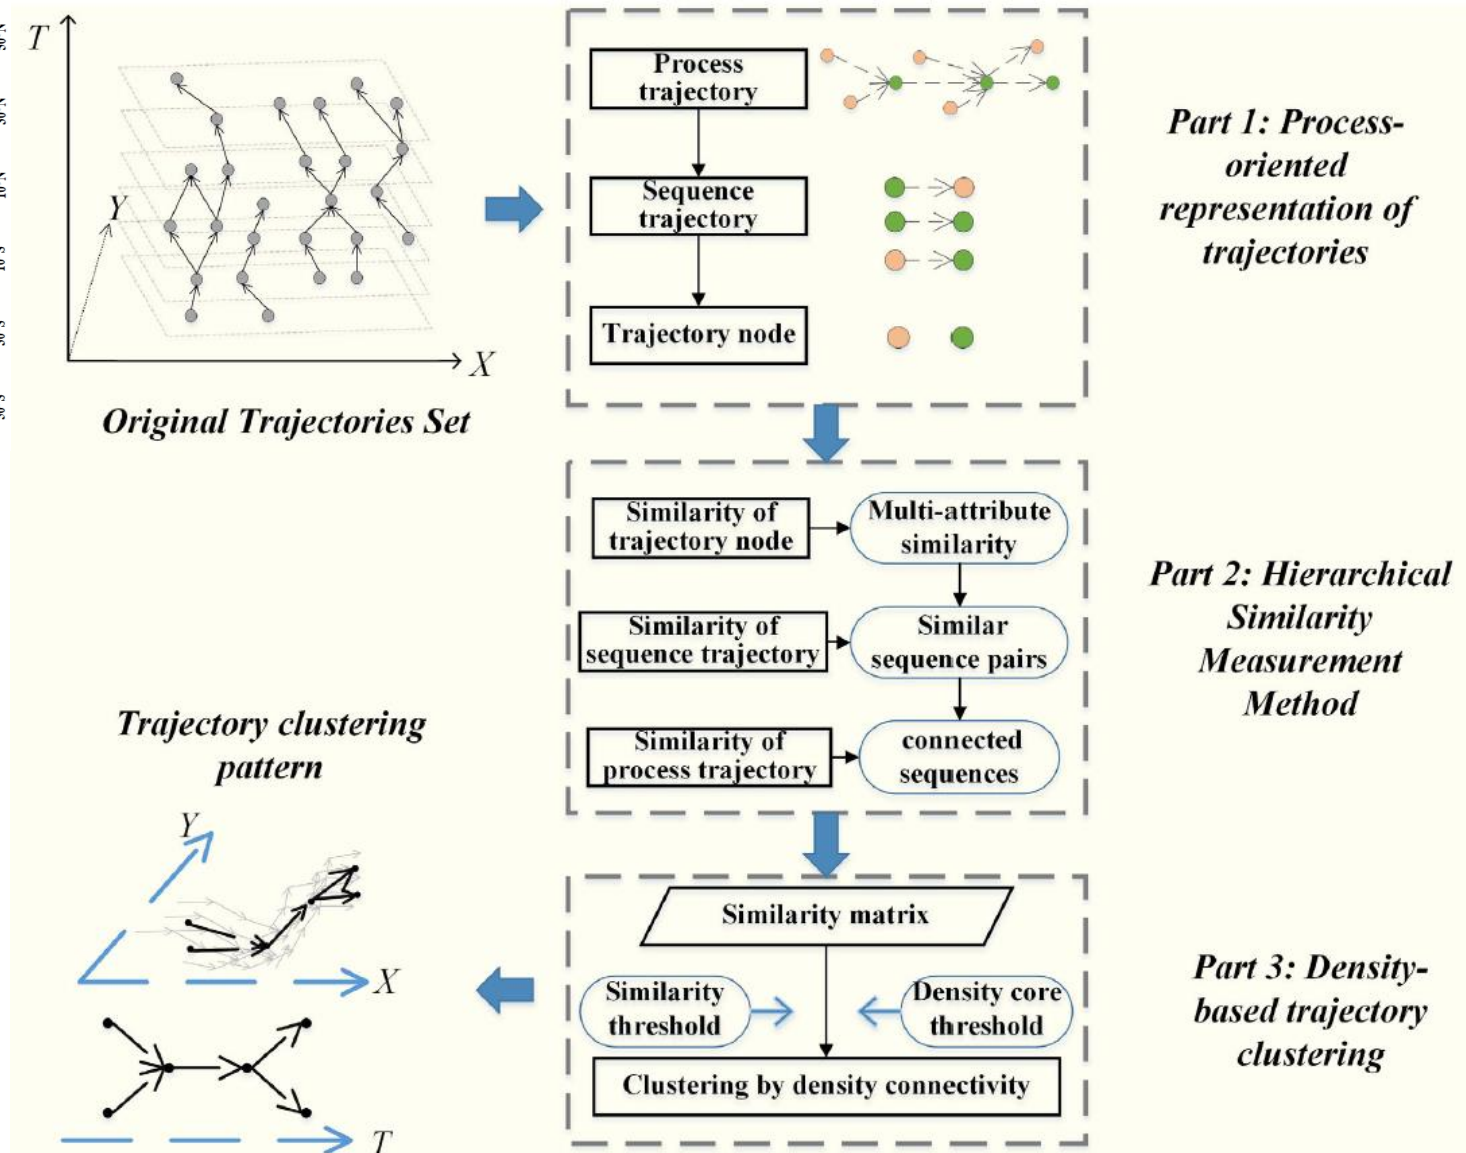 T
Y
X
Original Trajectories Set
Process
trajectory
Sequence
trajectory
Trajectory node
Part 1: Process-
oriented
representation of
trajectories
Similarity of
trajectory node
Multi-attribute
similarity
Similarity of
sequence trajectory
Similar
sequence pairs
Similarity of
process trajectory
connected
sequences
Part 2: Hierarchical
Similarity
Measurement
Method
Similarity matrix
Similarity
threshold
Density core
threshold
Clustering by density connectivity
Part 3: Density-
based trajectory
clustering
Trajectory clustering
pattern
Y
X
T